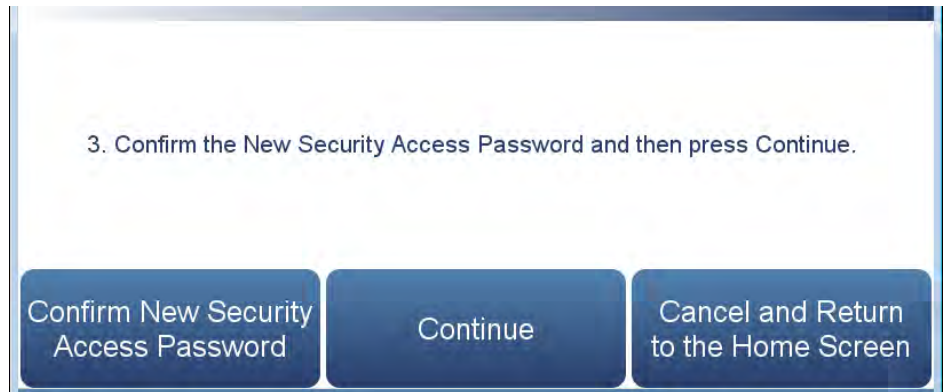 3. Confirm the New Security Access Password and then press Continue.
Confirm New Security
Access Password
Continue
Cancel and Return
to the Home Screen